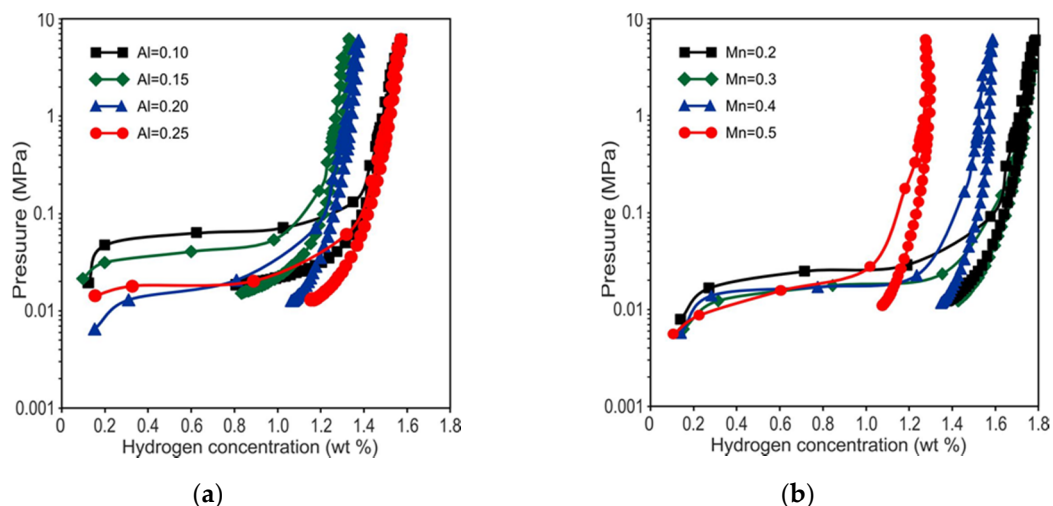 10
1
0.1
0.01
0.001
Presuure (MPa)
Al=0.10
Al=0.15
Al=0.20
Al=0.25
0 0.2 0.4 0.6 0.8 1.0 1.2 1.4 1.6 1.8
Hydrogen concentration (wt %)
(a)
10
1
0.1
0.01
0.001
Presuure (MPa)
Mn=0.2
Mn=0.3
Mn=0.4
Mn=0.5
0 0.2 0.4 0.6 0.8 1.0 1.2 1.4 1.6 1.8
Hydrogen concentration (wt %)
(b)